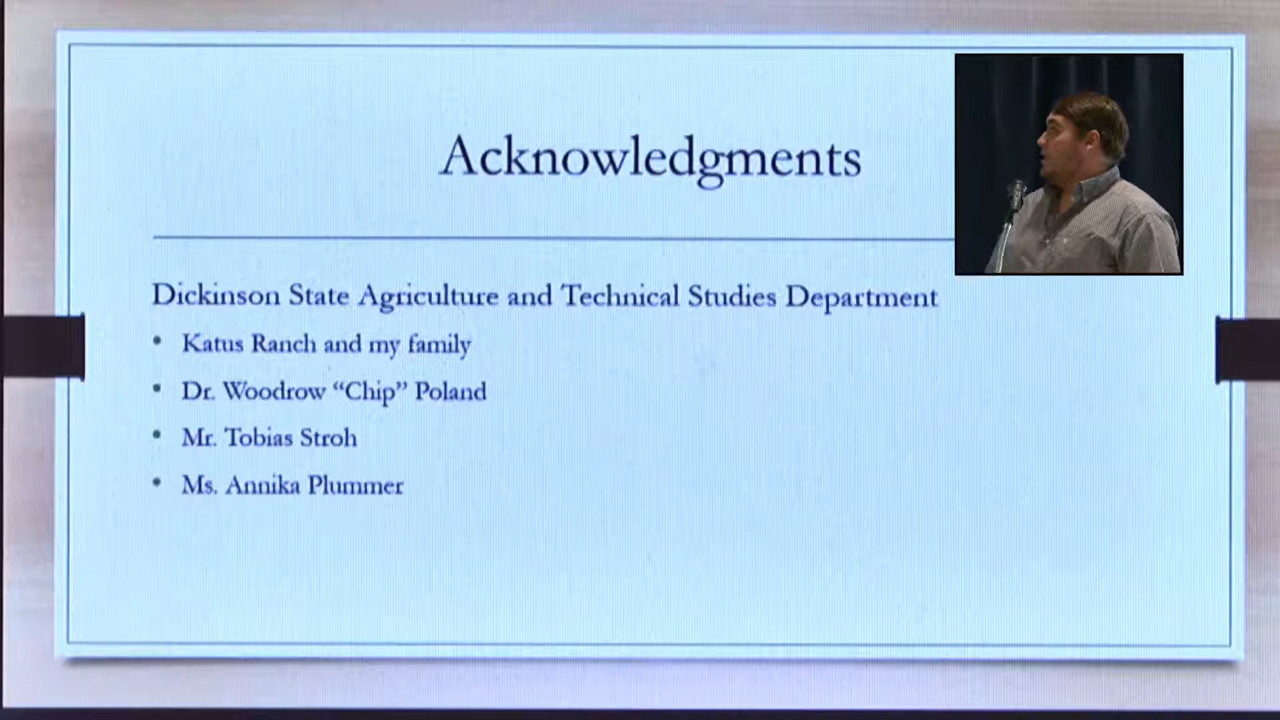 Acknowledgments
Dickinson State Agriculture and Technical Studies Department
• Katus Ranch and my family
• Dr. Woodrow “Chip” Poland
• Mr. Tobias Stroh
• Ms. Annika Plummer